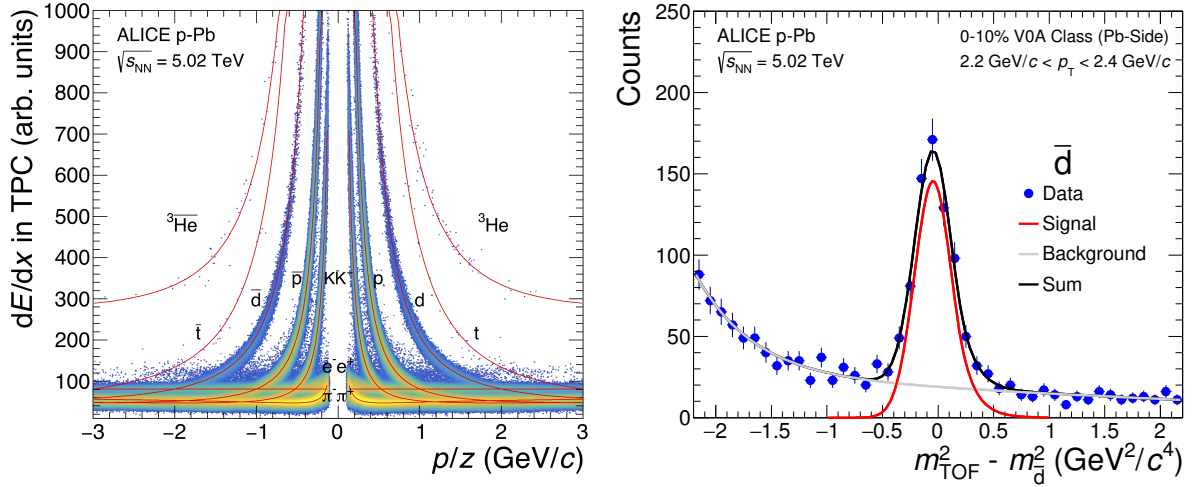 ALICE p-Pb
√sNN = 5.02 TeV
1000
900
800
700
600
500
400
300
200
100
dE/dx in TPC (arb. units)
³H̅e̅
³He
p̅
KK⁺
p
d̅
d
t̅
t
e⁻e⁺
π⁻π⁺
−3
−2
−1
0
1
2
3
p/z (GeV/c)
ALICE p-Pb
√sNN = 5.02 TeV
0-10% V0A Class (Pb-Side)
2.2 GeV/c < pT < 2.4 GeV/c
Counts
250
200
150
100
50
0
d̅
Data
Signal
Background
Sum
−2
−1.5
−1
−0.5
0
0.5
1
1.5
2
m²TOF - m²d̅ (GeV²/c⁴)